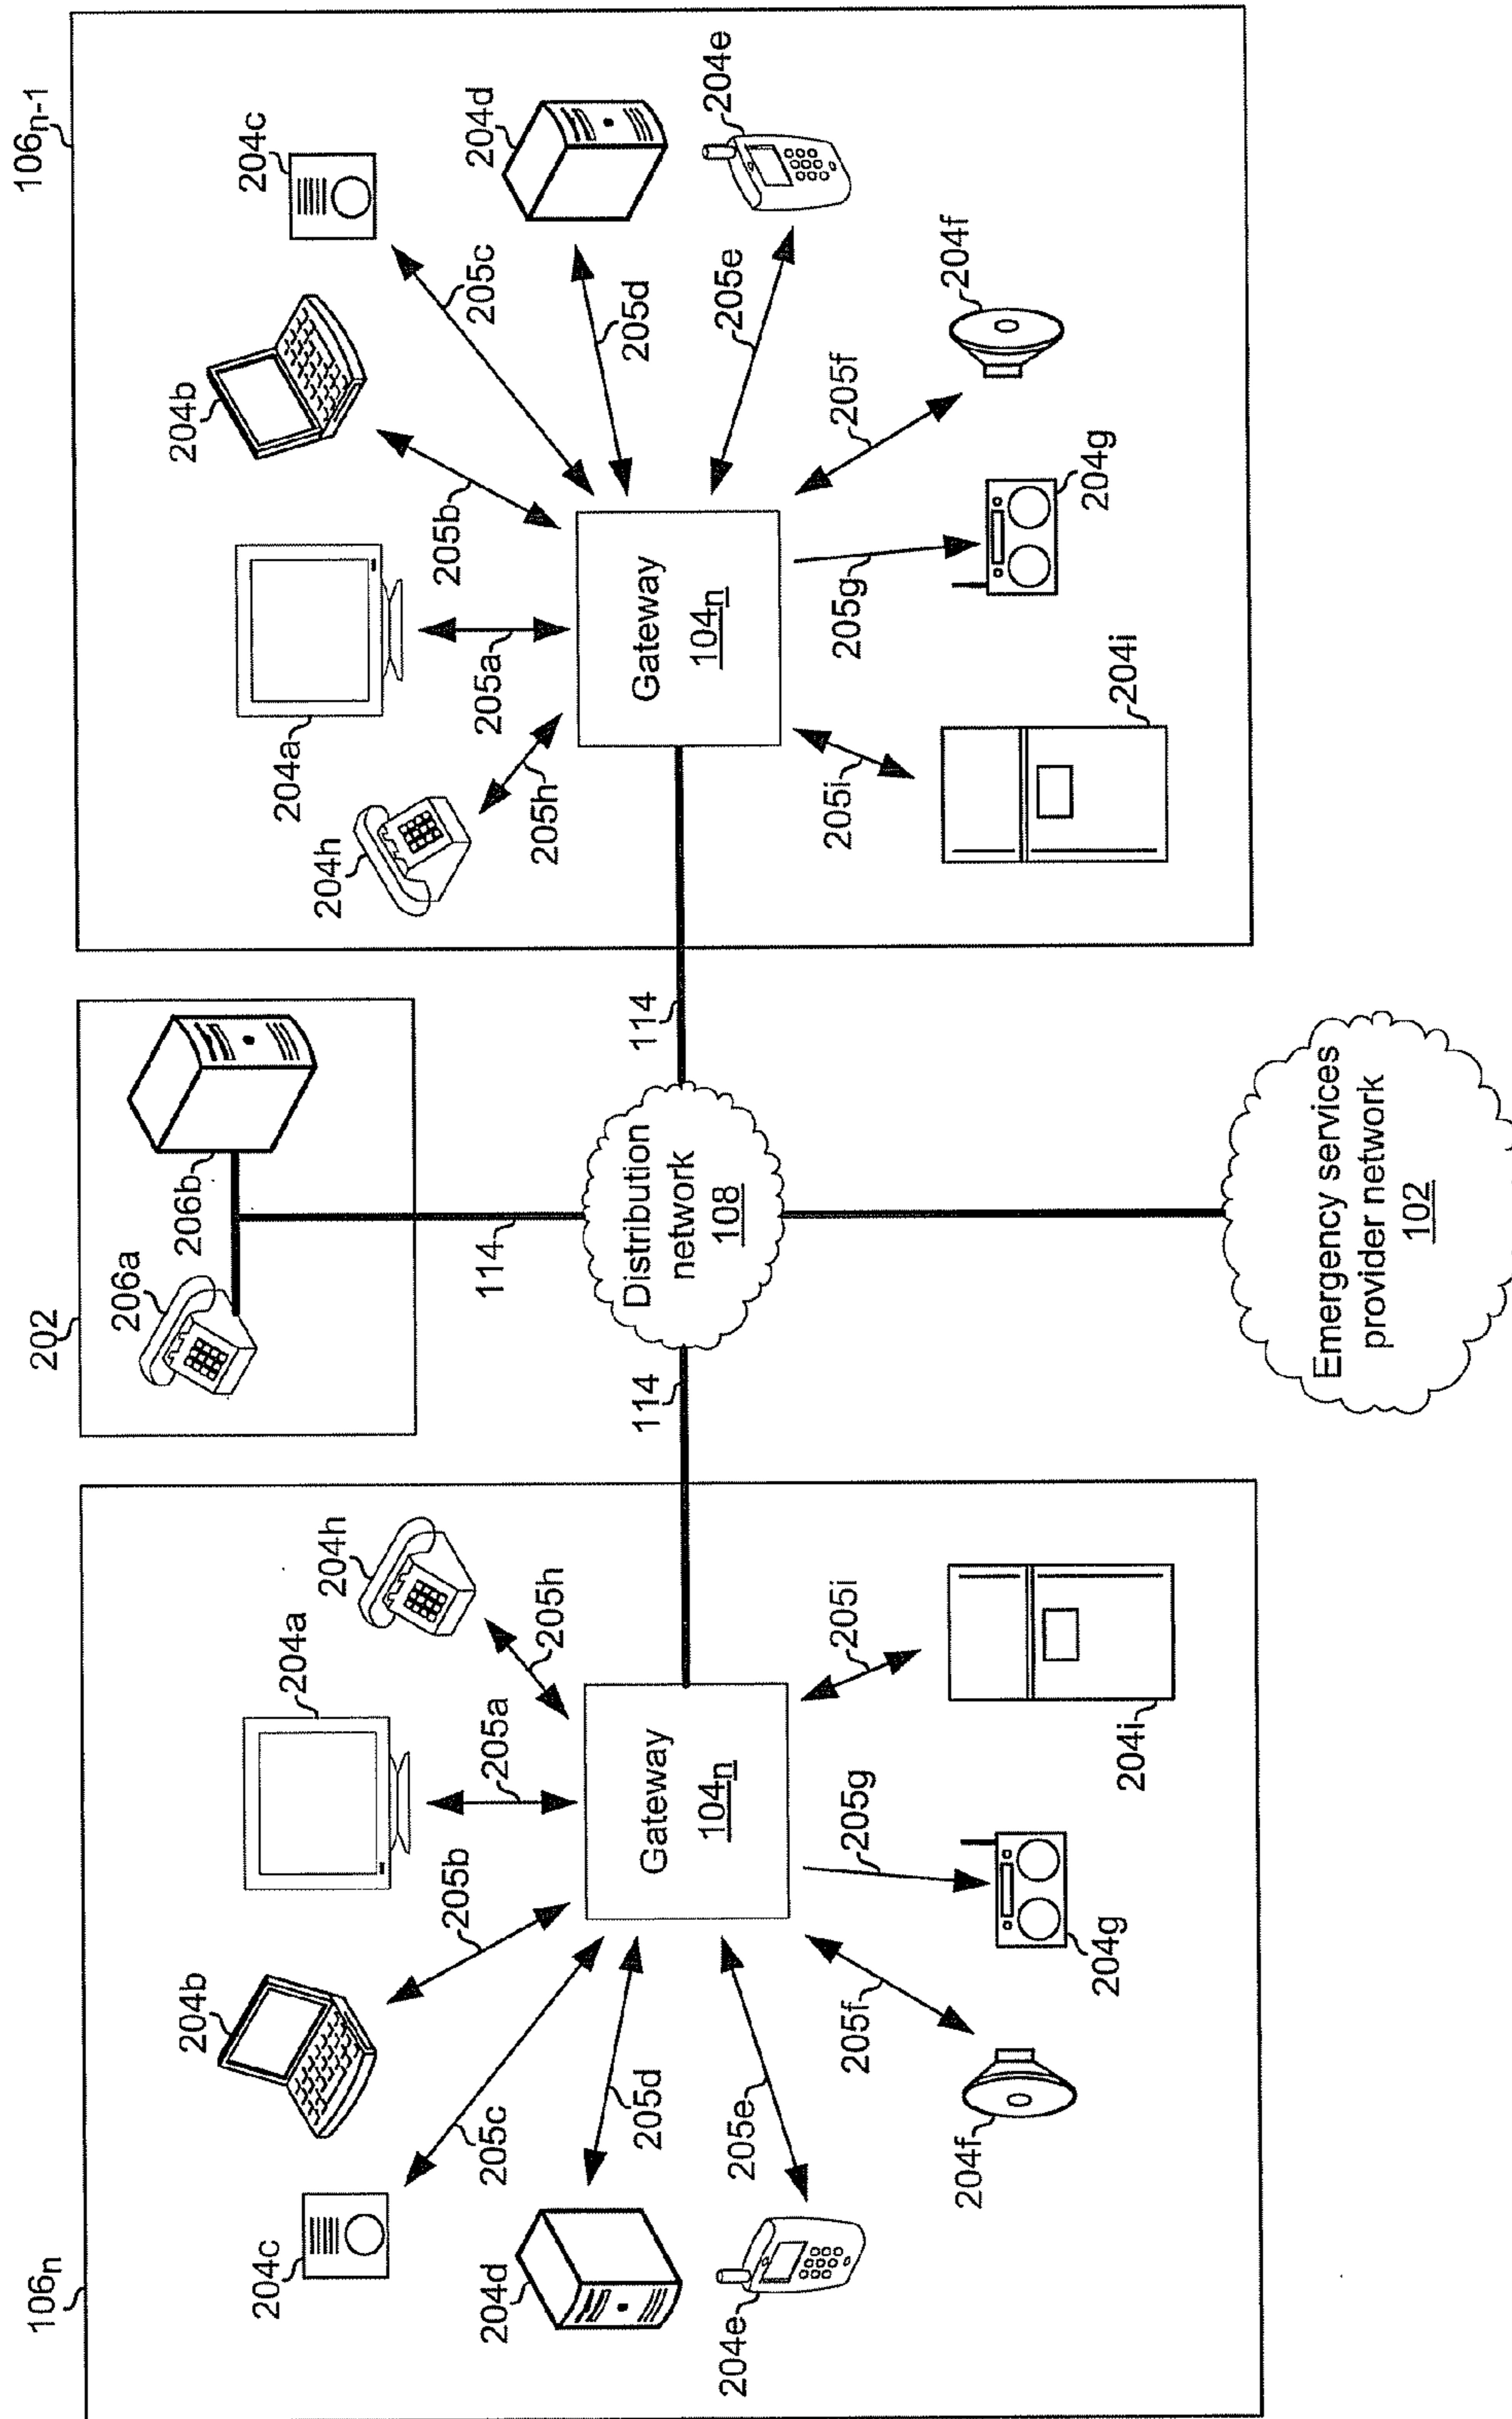 106n
204h
204a
204b
204c
204d
204e
204f
204g
204i
205h
205a
205b
205c
205d
205e
205f
205g
205i
Gateway
104n
114
202
206a
206b
114
Distribution
network
108
Emergency services
provider network
102
114
106n-1
204h
204a
204b
204c
204d
204e
204f
204g
204i
205h
205a
205b
205c
205d
205e
205f
205g
205i
Gateway
104n